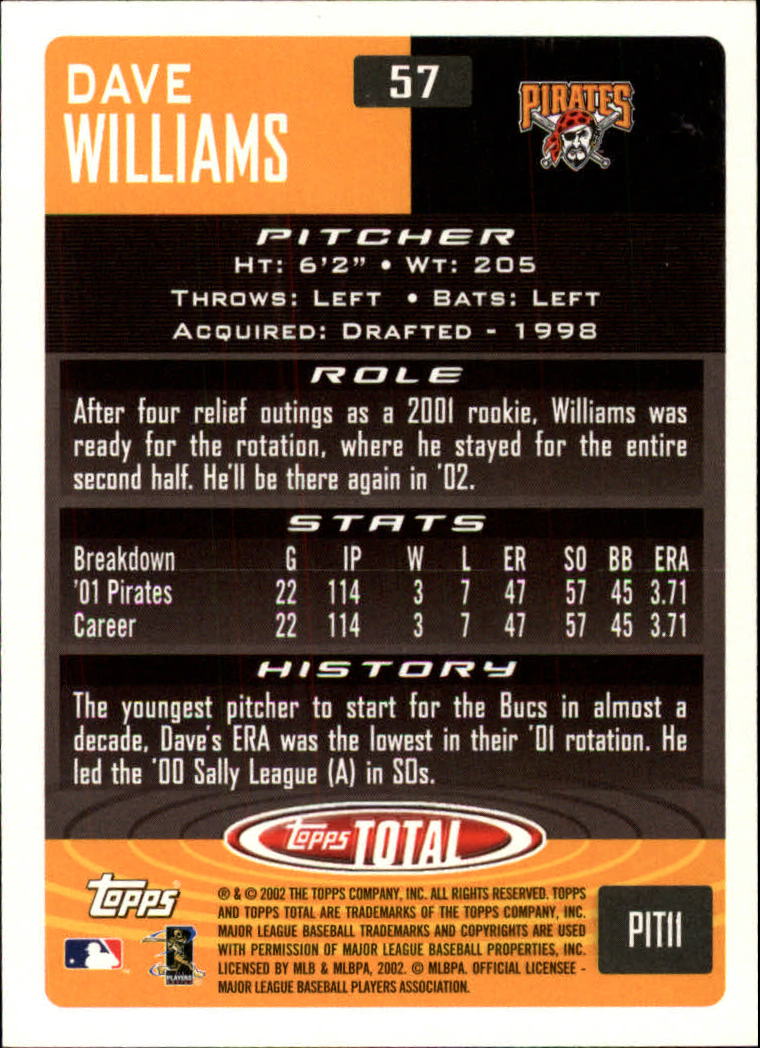 DAVE
WILLIAMS
57
PIRATES
PITCHER
HT: 6'2" • WT: 205
THROWS: LEFT • BATS: LEFT
ACQUIRED: DRAFTED - 1998
ROLE
After four relief outings as a 2001 rookie, Williams was
ready for the rotation, where he stayed for the entire
second half. He'll be there again in '02.
STATS
Breakdown G IP W L ER SO BB ERA
'01 Pirates 22 114 3 7 47 57 45 3.71
Career 22 114 3 7 47 57 45 3.71
HISTORY
The youngest pitcher to start for the Bucs in almost a
decade, Dave's ERA was the lowest in their '01 rotation. He
led the '00 Sally League (A) in SOs.
topps TOTAL
topps
® & © 2002 THE TOPPS COMPANY, INC. ALL RIGHTS RESERVED. TOPPS
AND TOPPS TOTAL ARE TRADEMARKS OF THE TOPPS COMPANY, INC.
MAJOR LEAGUE BASEBALL TRADEMARKS AND COPYRIGHTS ARE USED
WITH PERMISSION OF MAJOR LEAGUE BASEBALL PROPERTIES, INC.
LICENSED BY MLB & MLBPA, 2002. © MLBPA. OFFICIAL LICENSEE -
MAJOR LEAGUE BASEBALL PLAYERS ASSOCIATION.
PIT11
PLAYERS